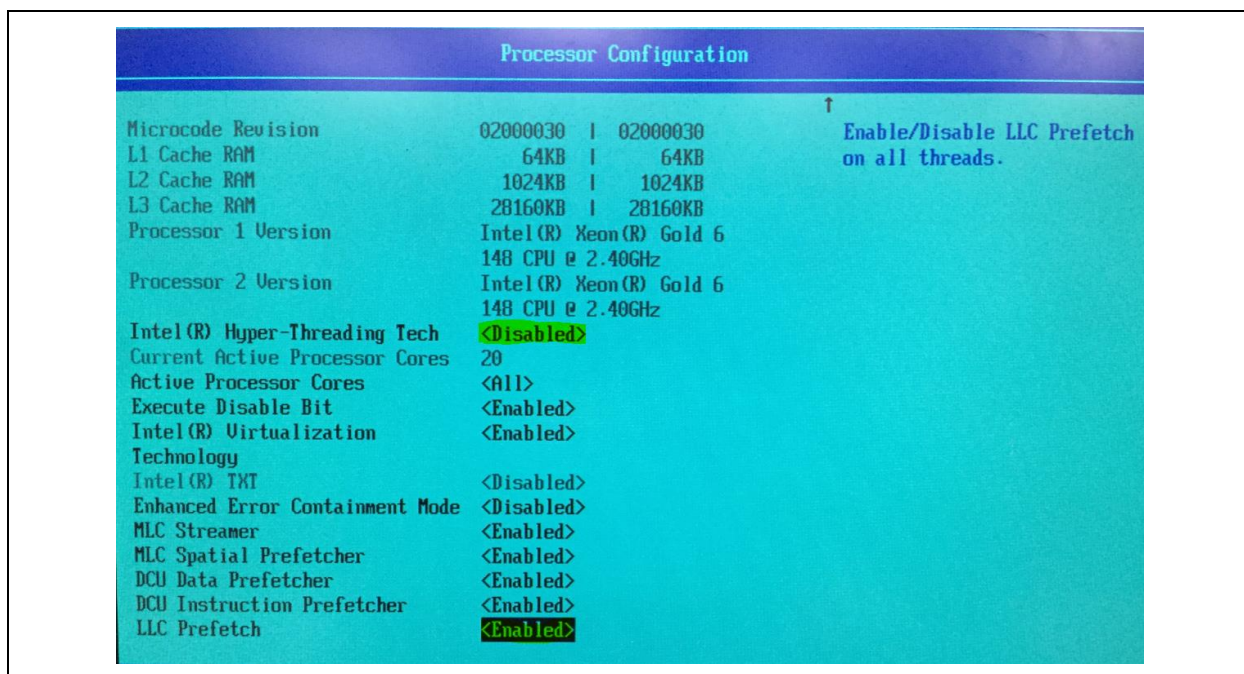 Processor Configuration
Microcode Revision 02000030 | 02000030
L1 Cache RAM 64KB | 64KB
L2 Cache RAM 1024KB | 1024KB
L3 Cache RAM 28160KB | 28160KB
Processor 1 Version Intel(R) Xeon(R) Gold 6
148 CPU @ 2.40GHz
Processor 2 Version Intel(R) Xeon(R) Gold 6
148 CPU @ 2.40GHz
Intel(R) Hyper-Threading Tech <Disabled>
Current Active Processor Cores 20
Active Processor Cores <All>
Execute Disable Bit <Enabled>
Intel(R) Virtualization <Enabled>
Technology
Intel(R) TXT <Disabled>
Enhanced Error Containment Mode <Disabled>
MLC Streamer <Enabled>
MLC Spatial Prefetcher <Enabled>
DCU Data Prefetcher <Enabled>
DCU Instruction Prefetcher <Enabled>
LLC Prefetch <Enabled>
↑
Enable/Disable LLC Prefetch
on all threads.